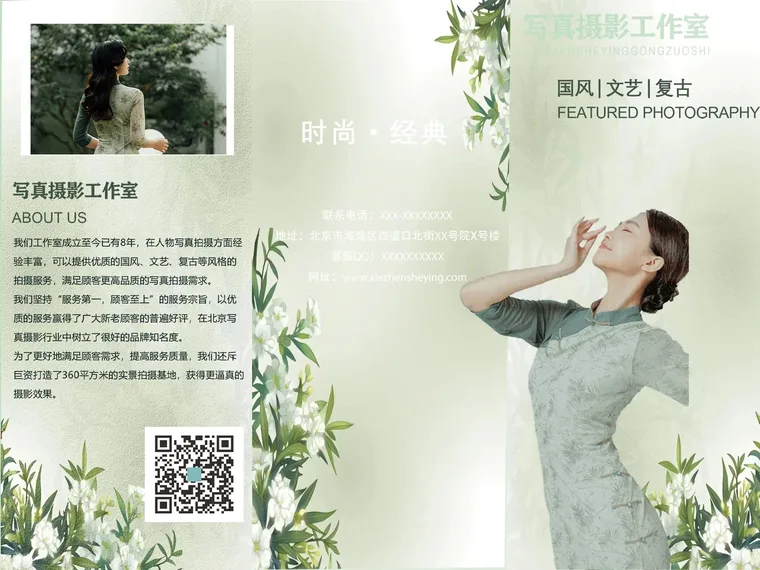 写真摄影工作室
ABOUT US
我们工作室成立至今已有8年，在人物写真拍摄方面经
验丰富，可以提供优质的国风、文艺、复古等风格的
拍摄服务，满足顾客更高品质的写真拍摄需求。
我们坚持“服务第一，顾客至上”的服务宗旨，以优
质的服务赢得了广大新老顾客的普遍好评，在北京写
真摄影行业中树立了很好的品牌知名度。
为了更好地满足顾客需求，提高服务质量，我们还斥
巨资打造了360平方米的实景拍摄基地，获得更逼真的
摄影效果。
时尚·经典
联系电话：XXX-XXXXXXXX
地址：北京市海淀区四道口北街XX号院X号楼
客服QQ：XXXXXXXXXX
网址：www.xiezhensheying.com
写真摄影工作室
XIEZHENSHEYINGGONGZUOSHI
国风|文艺|复古
FEATURED PHOTOGRAPHY